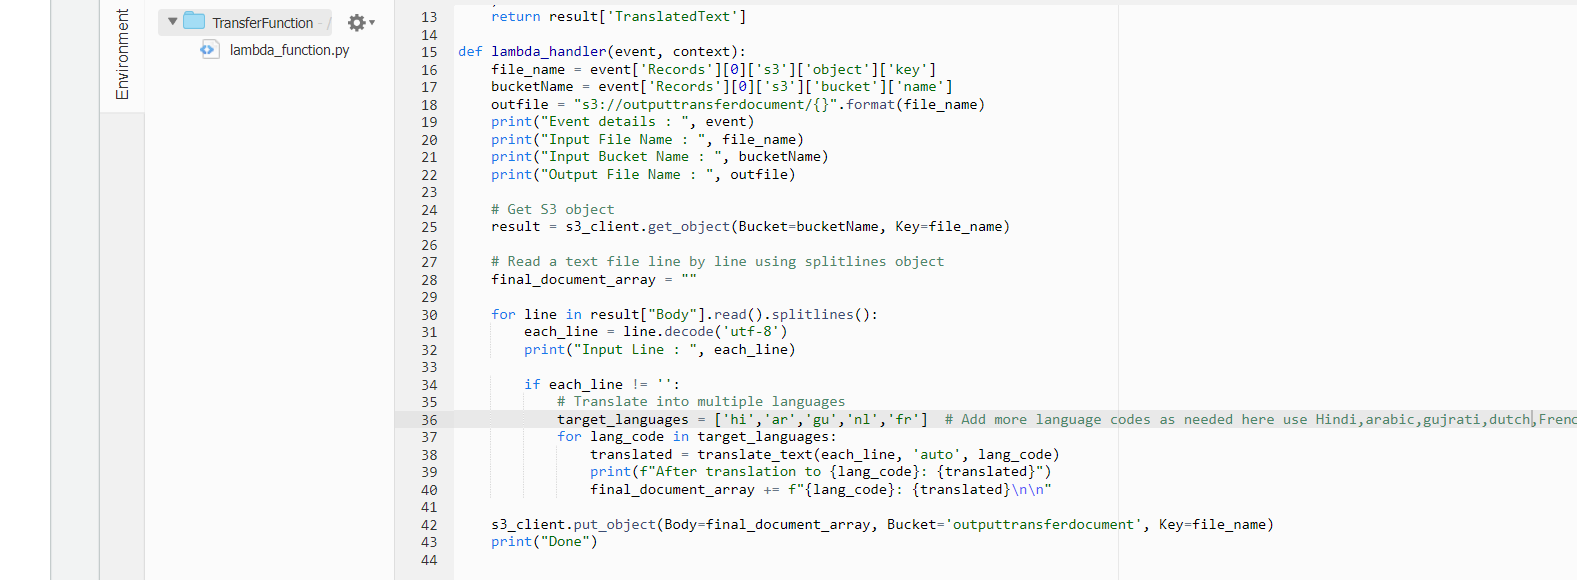 Environment
TransferFunction - /
lambda_function.py
13 return result['TranslatedText']
14
15 def lambda_handler(event, context):
16 file_name = event['Records'][0]['s3']['object']['key']
17 bucketName = event['Records'][0]['s3']['bucket']['name']
18 outfile = "s3://outputtransferdocument/{}".format(file_name)
19 print("Event details : ", event)
20 print("Input File Name : ", file_name)
21 print("Input Bucket Name : ", bucketName)
22 print("Output File Name : ", outfile)
23
24 # Get S3 object
25 result = s3_client.get_object(Bucket=bucketName, Key=file_name)
26
27 # Read a text file line by line using splitlines object
28 final_document_array = ""
29
30 for line in result["Body"].read().splitlines():
31 each_line = line.decode('utf-8')
32 print("Input Line : ", each_line)
33
34 if each_line != '':
35 # Translate into multiple languages
36 target_languages = ['hi','ar','gu','nl','fr']  # Add more language codes as needed here use Hindi,arabic,gujrati,dutch,Frenc
37 for lang_code in target_languages:
38 translated = translate_text(each_line, 'auto', lang_code)
39 print(f"After translation to {lang_code}: {translated}")
40 final_document_array += f"{lang_code}: {translated}\n\n"
41
42 s3_client.put_object(Body=final_document_array, Bucket='outputtransferdocument', Key=file_name)
43 print("Done")
44